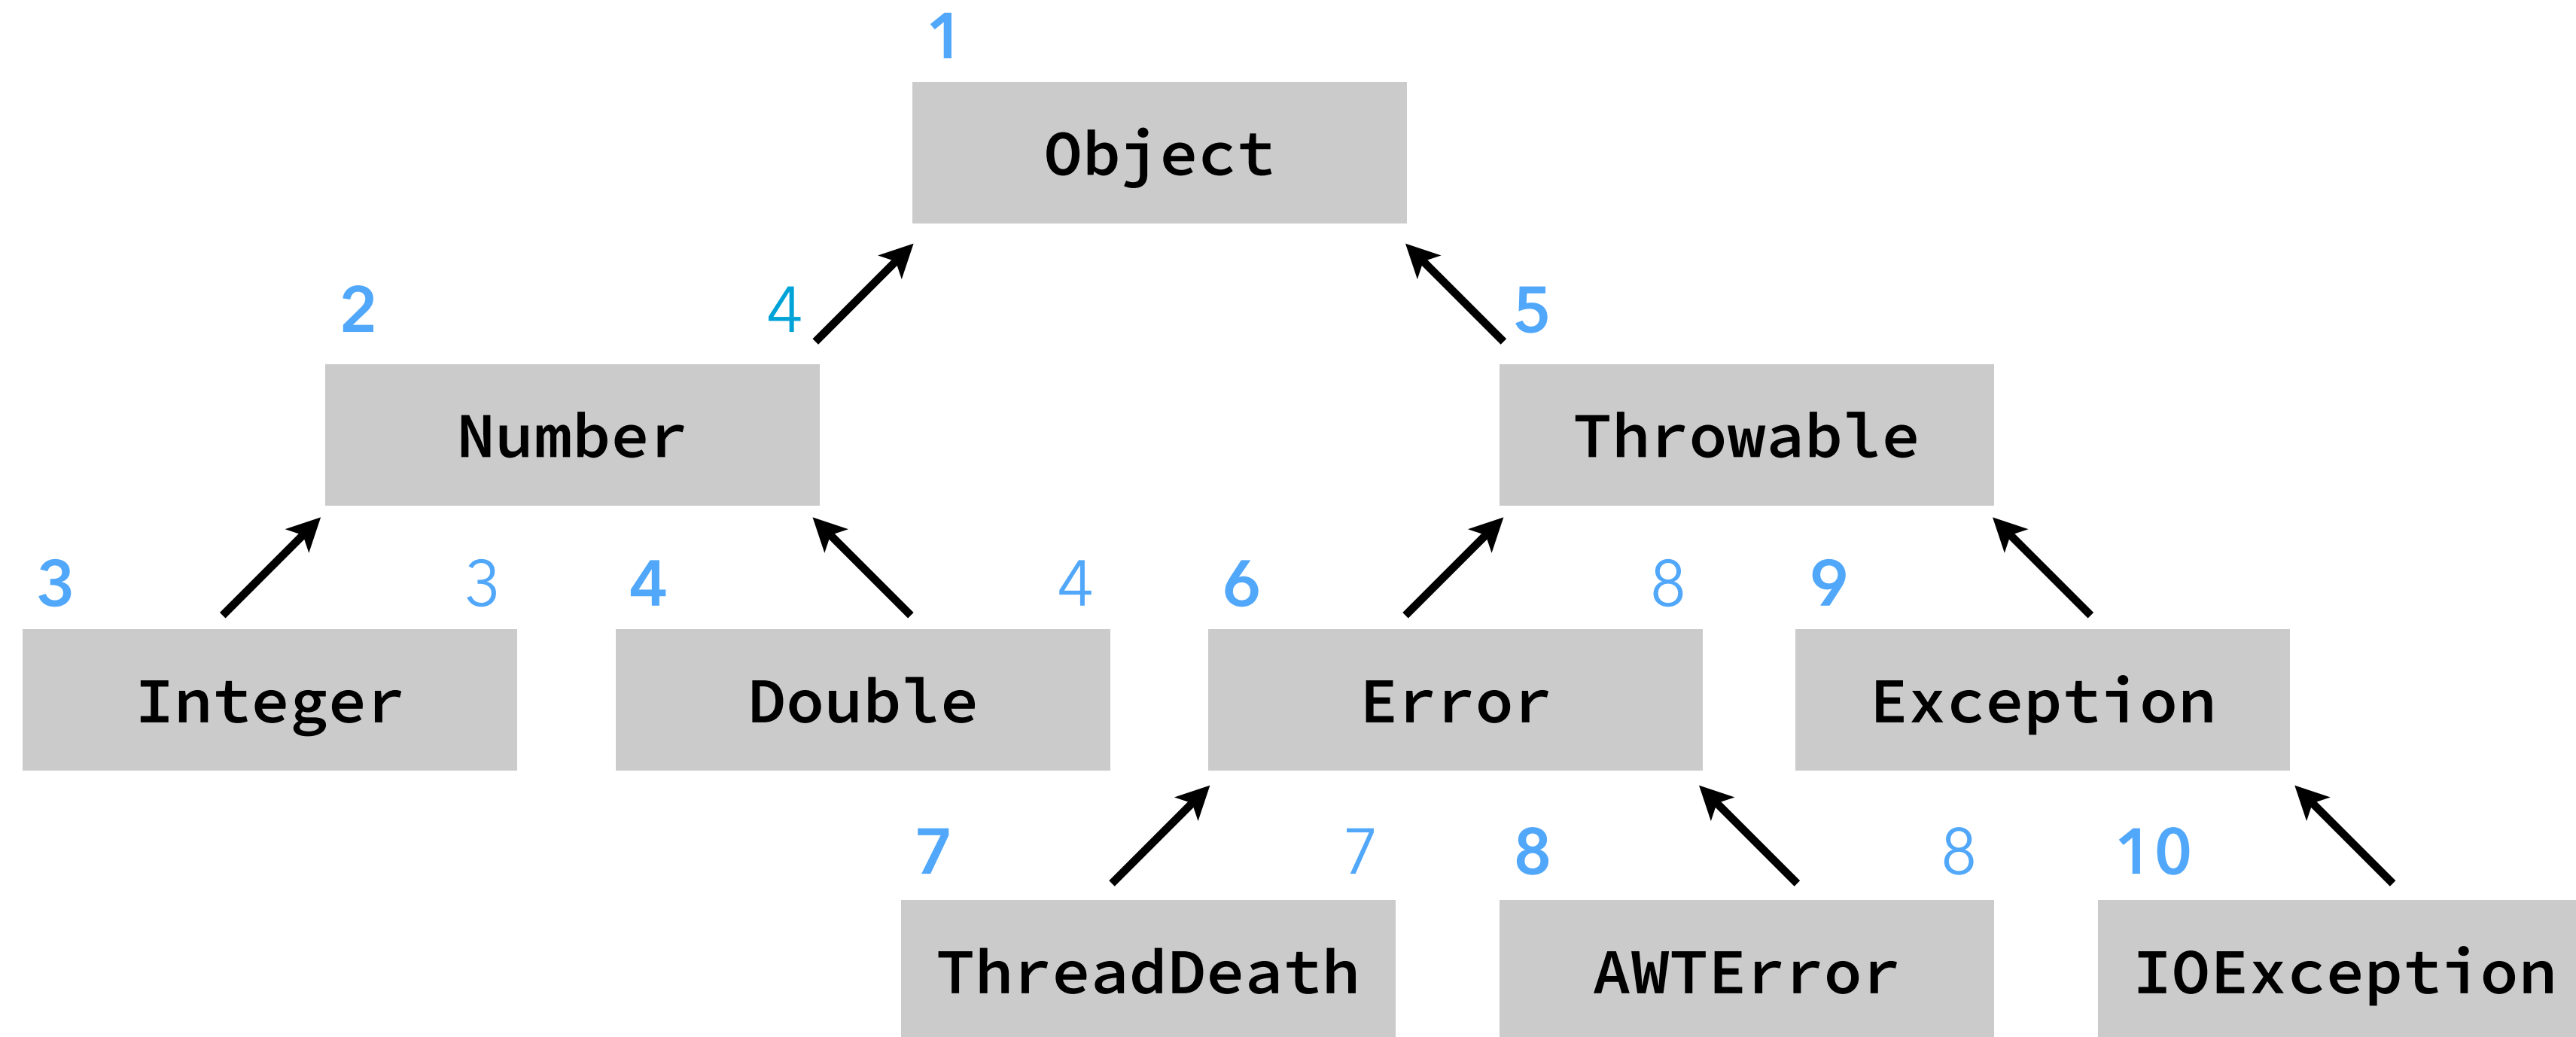 1
Object
2 4 5
Number Throwable
3 3 4 4 6 8 9
Integer Double Error Exception
7 7 8 8 10
ThreadDeath AWTError IOException